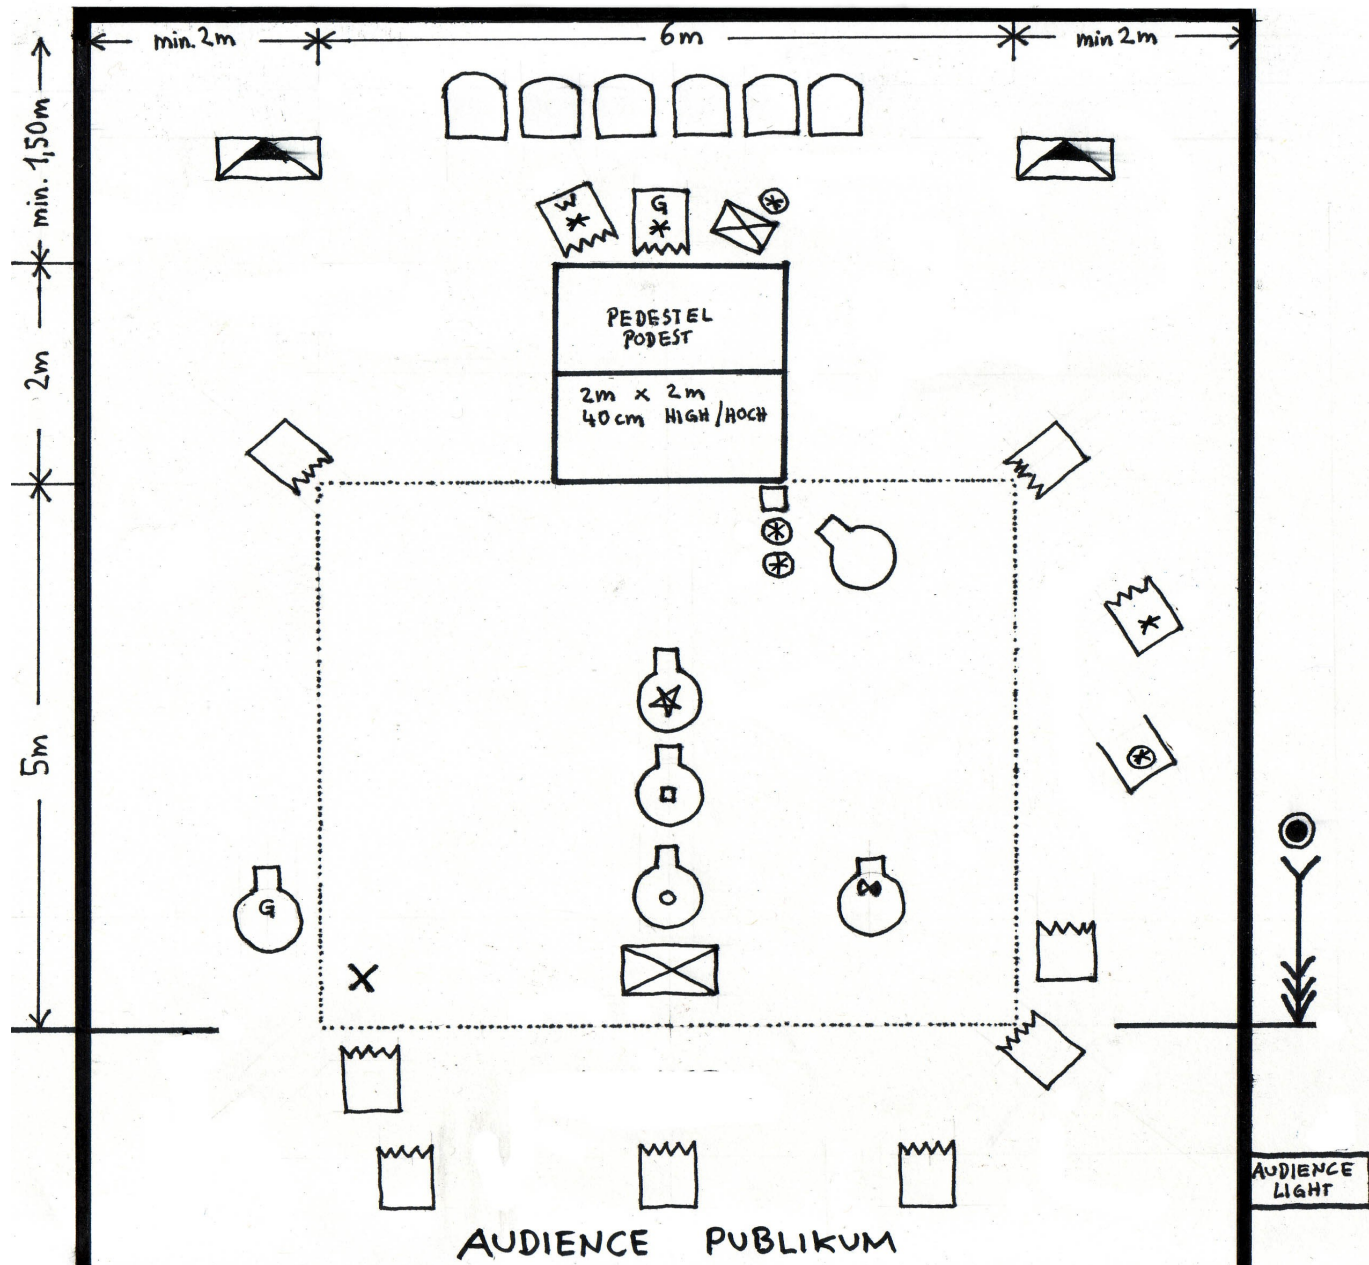 min. 2m
6m
min 2m
min. 1,50m
W
G
PEDESTEL
PODEST
2m
2m x 2m
40cm HIGH/HOCH
5m
G
X
AUDIENCE
LIGHT
AUDIENCE PUBLIKUM